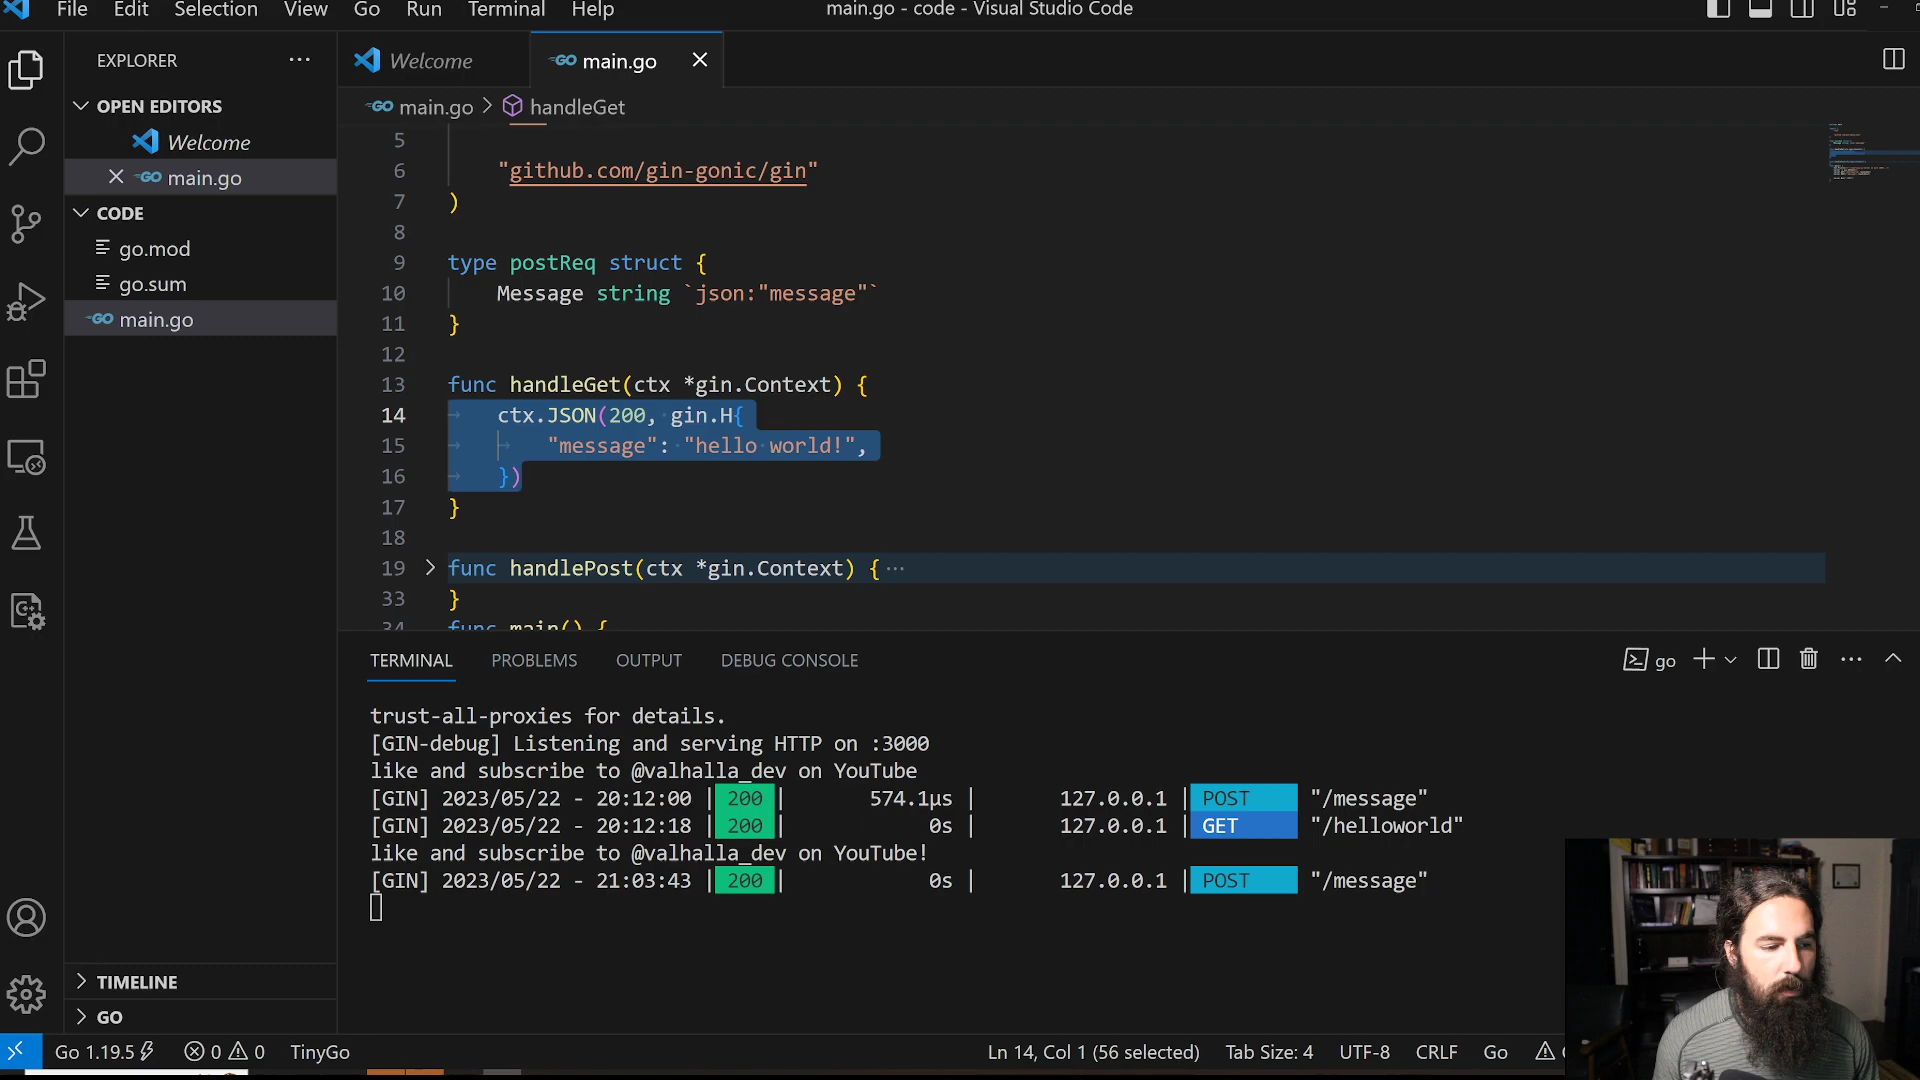 File Edit Selection View Go Run Terminal Help main.go - code - Visual Studio Code
EXPLORER ···
OPEN EDITORS
Welcome
main.go
CODE
go.mod
go.sum
main.go
TIMELINE
GO
Welcome main.go
main.go > handleGet
5
6 "github.com/gin-gonic/gin"
7 )
8
9 type postReq struct {
10 Message string `json:"message"`
11 }
12
13 func handleGet(ctx *gin.Context) {
14 ctx.JSON(200, gin.H{
15 "message": "hello world!",
16 })
17 }
18
19 func handlePost(ctx *gin.Context) { ···
33 }
34 func main() {
TERMINAL PROBLEMS OUTPUT DEBUG CONSOLE go
trust-all-proxies for details.
[GIN-debug] Listening and serving HTTP on :3000
like and subscribe to @valhalla_dev on YouTube
[GIN] 2023/05/22 - 20:12:00 | 200 | 574.1µs | 127.0.0.1 | POST "/message"
[GIN] 2023/05/22 - 20:12:18 | 200 | 0s | 127.0.0.1 | GET "/helloworld"
like and subscribe to @valhalla_dev on YouTube!
[GIN] 2023/05/22 - 21:03:43 | 200 | 0s | 127.0.0.1 | POST "/message"
Go 1.19.5 0 0 TinyGo Ln 14, Col 1 (56 selected) Tab Size: 4 UTF-8 CRLF Go